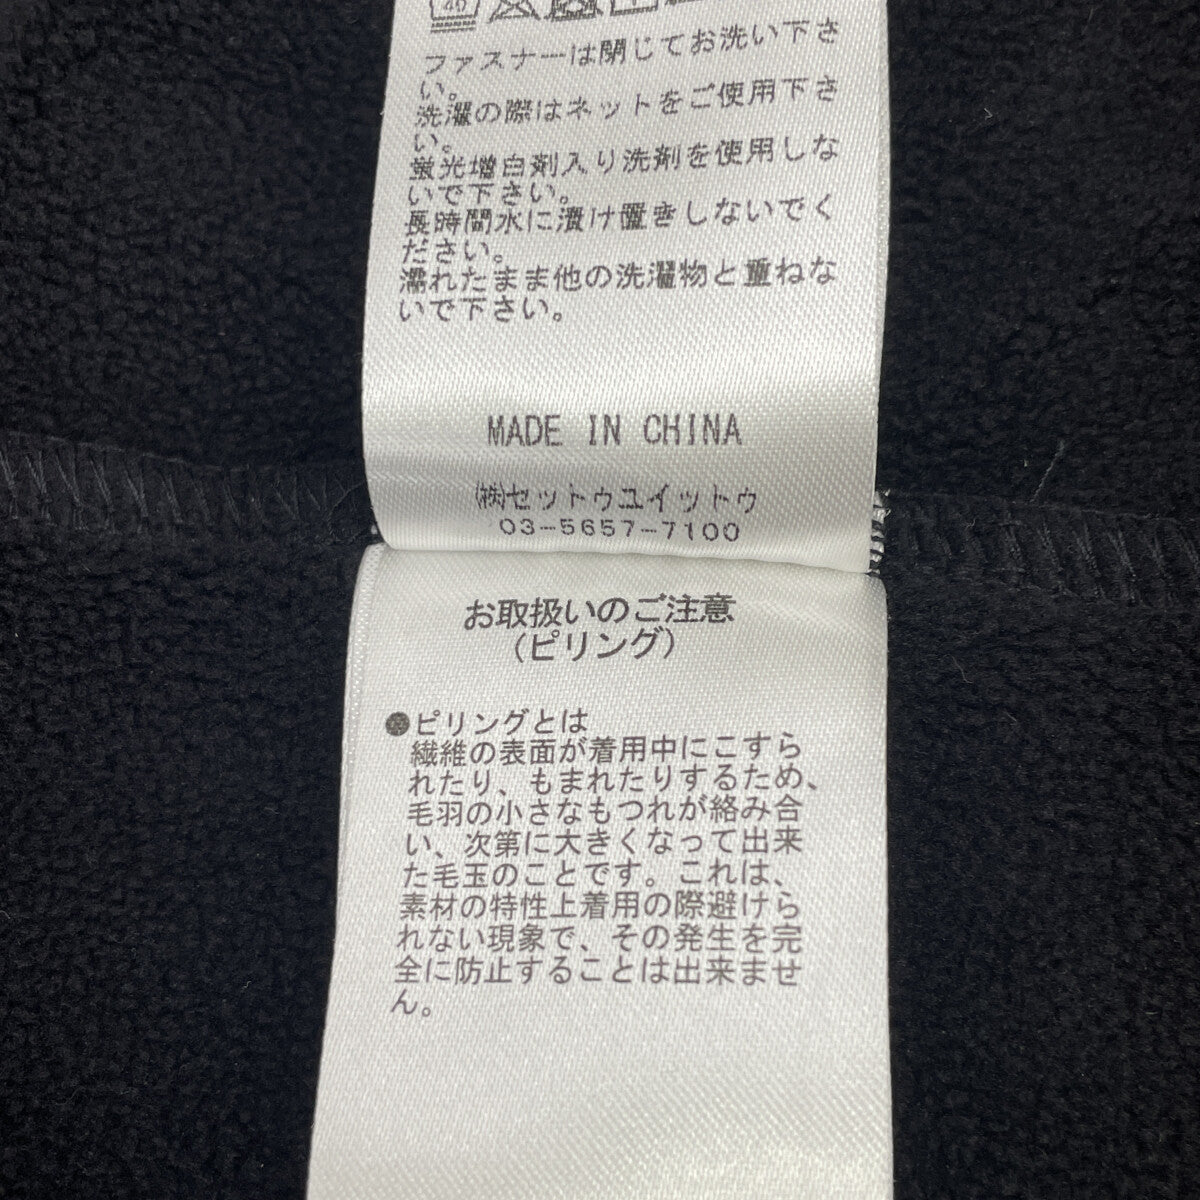 40
ファスナーは閉じてお洗い下さ
い。
洗濯の際はネットをご使用下さ
い。
蛍光増白剤入り洗剤を使用しな
いで下さい。
長時間水に漬け置きしないでく
ださい。
濡れたまま他の洗濯物と重ねな
いで下さい。
MADE IN CHINA
㈱セットゥユイットゥ
03-5657-7100
お取扱いのご注意
(ピリング)
●ピリングとは
繊維の表面が着用中にこすら
れたり、もまれたりするため、
毛羽の小さなもつれが絡み合
い、次第に大きくなって出来
た毛玉のことです。これは、
素材の特性上着用の際避けら
れない現象で、その発生を完
全に防止することは出来ませ
ん。